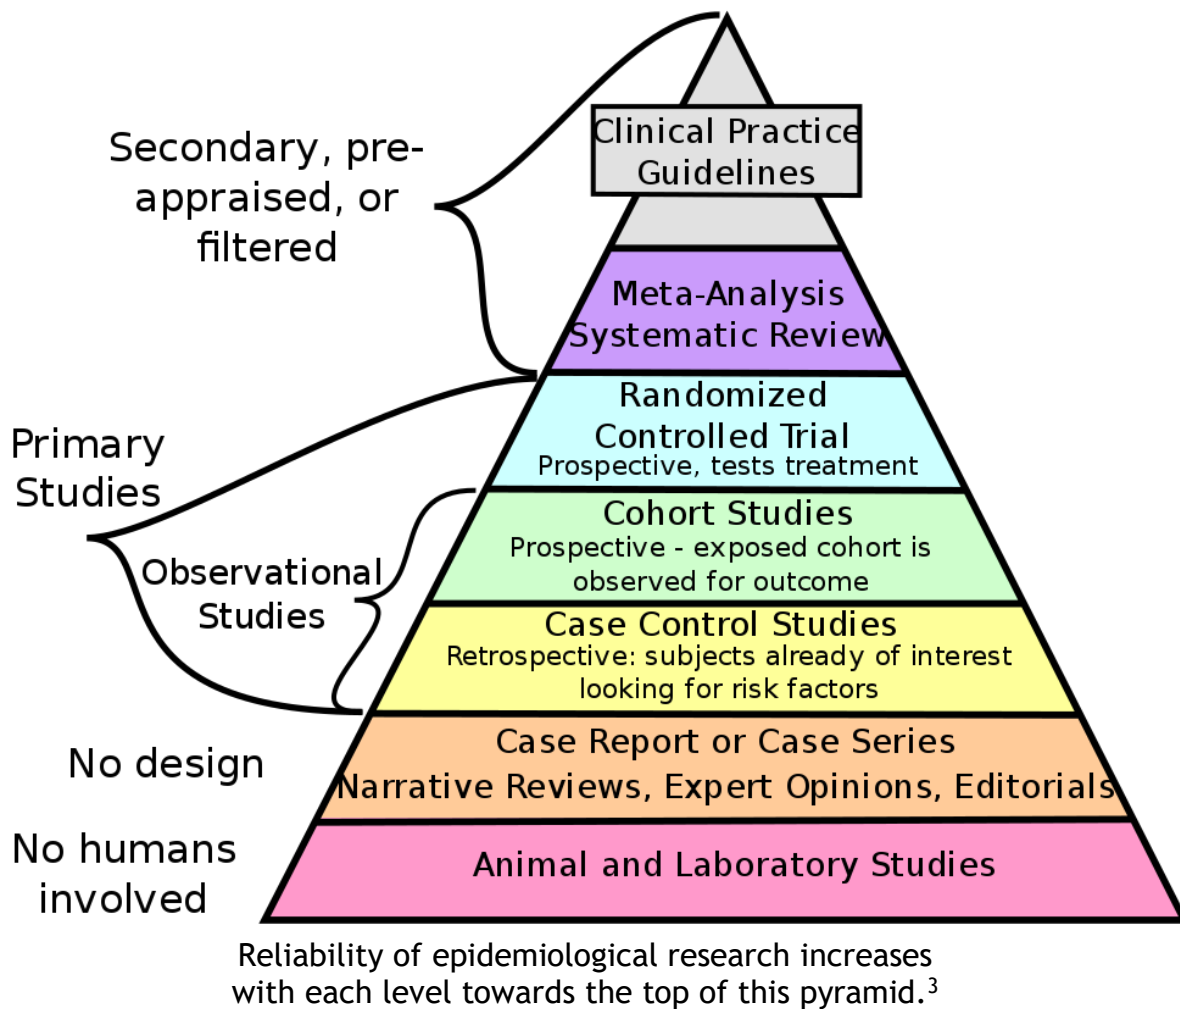 Clinical Practice
Guidelines
Secondary, pre-
appraised, or
filtered
Meta-Analysis
Systematic Review
Randomized
Controlled Trial
Prospective, tests treatment
Primary
Studies
Cohort Studies
Prospective - exposed cohort is
observed for outcome
Observational
Studies
Case Control Studies
Retrospective: subjects already of interest
looking for risk factors
No design
Case Report or Case Series
Narrative Reviews, Expert Opinions, Editorials
No humans
involved
Animal and Laboratory Studies
Reliability of epidemiological research increases
with each level towards the top of this pyramid.³